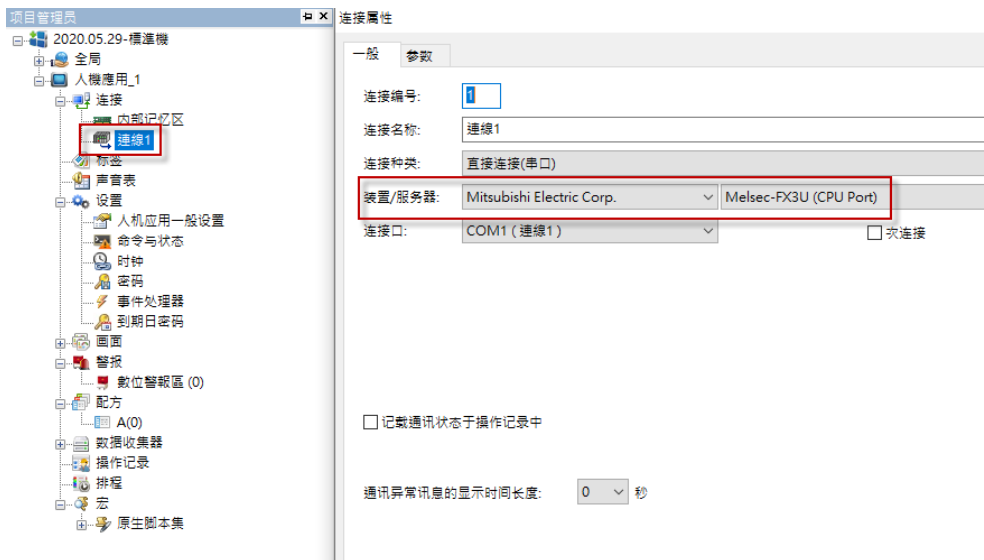 项目管理员
2020.05.29-標準機
全局
人機應用_1
连接
内部记忆区
連線1
标签
声音表
设置
人机应用一般设置
命令与状态
时钟
密码
事件处理器
到期日密码
画面
警报
數位警報區 (0)
配方
A(0)
数据收集器
操作记录
排程
宏
原生脚本集
连接属性
一般 参数
连接编号: 1
连接名称: 連線1
连接种类: 直接连接(串口)
装置/服务器: Mitsubishi Electric Corp. Melsec-FX3U (CPU Port)
连接口: COM1 ( 連線1 ) 次连接
记载通讯状态于操作记录中
通讯异常讯息的显示时间长度: 0 秒